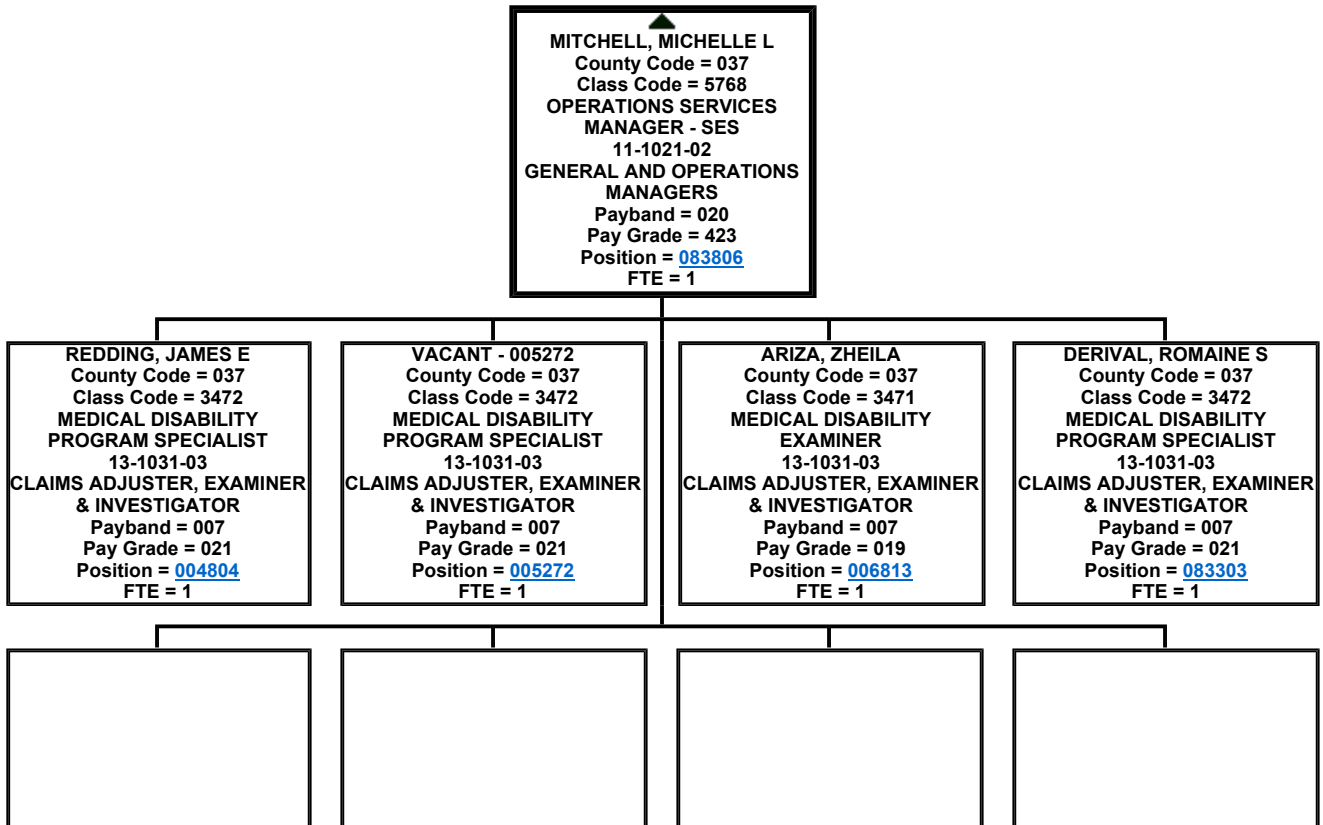 MITCHELL, MICHELLE L
County Code = 037
Class Code = 5768
OPERATIONS SERVICES
MANAGER - SES
11-1021-02
GENERAL AND OPERATIONS
MANAGERS
Payband = 020
Pay Grade = 423
Position = 083806
FTE = 1
REDDING, JAMES E
County Code = 037
Class Code = 3472
MEDICAL DISABILITY
PROGRAM SPECIALIST
13-1031-03
CLAIMS ADJUSTER, EXAMINER
& INVESTIGATOR
Payband = 007
Pay Grade = 021
Position = 004804
FTE = 1
VACANT - 005272
County Code = 037
Class Code = 3472
MEDICAL DISABILITY
PROGRAM SPECIALIST
13-1031-03
CLAIMS ADJUSTER, EXAMINER
& INVESTIGATOR
Payband = 007
Pay Grade = 021
Position = 005272
FTE = 1
ARIZA, ZHEILA
County Code = 037
Class Code = 3471
MEDICAL DISABILITY
EXAMINER
13-1031-03
CLAIMS ADJUSTER, EXAMINER
& INVESTIGATOR
Payband = 007
Pay Grade = 019
Position = 006813
FTE = 1
DERIVAL, ROMAINE S
County Code = 037
Class Code = 3472
MEDICAL DISABILITY
PROGRAM SPECIALIST
13-1031-03
CLAIMS ADJUSTER, EXAMINER
& INVESTIGATOR
Payband = 007
Pay Grade = 021
Position = 083303
FTE = 1